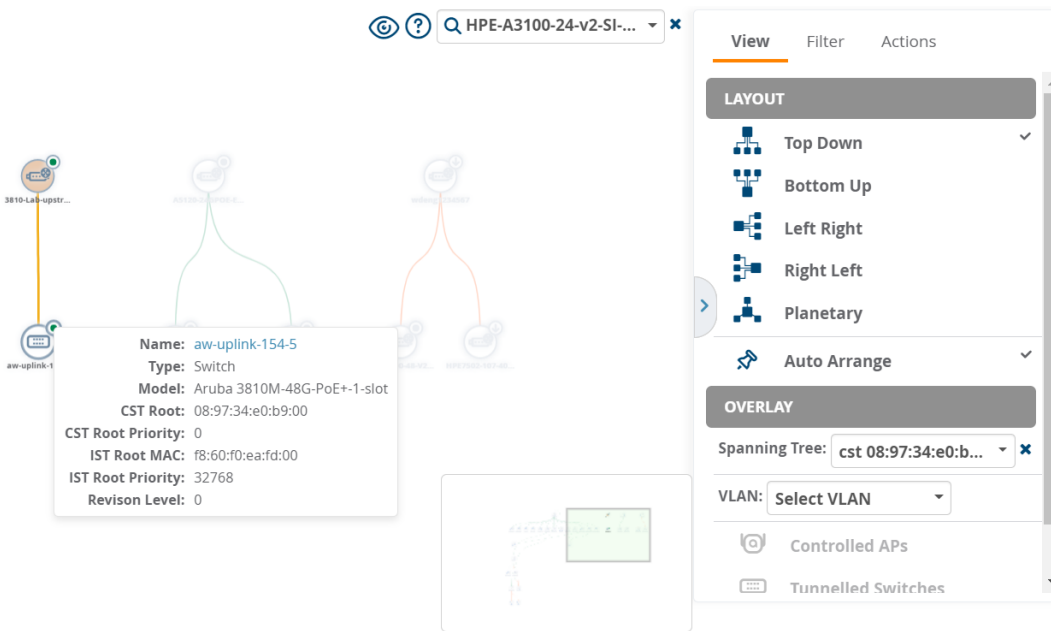 HPE-A3100-24-v2-SI-...
View Filter Actions
LAYOUT
Top Down
Bottom Up
Left Right
Right Left
Planetary
Auto Arrange
OVERLAY
Spanning Tree: cst 08:97:34:e0:b...
VLAN: Select VLAN
Controlled APs
Tunnelled Switches
3810-Lab-upstr...
aw-uplink-1
Name: aw-uplink-154-5
Type: Switch
Model: Aruba 3810M-48G-PoE+-1-slot
CST Root: 08:97:34:e0:b9:00
CST Root Priority: 0
IST Root MAC: f8:60:f0:ea:fd:00
IST Root Priority: 32768
Revison Level: 0